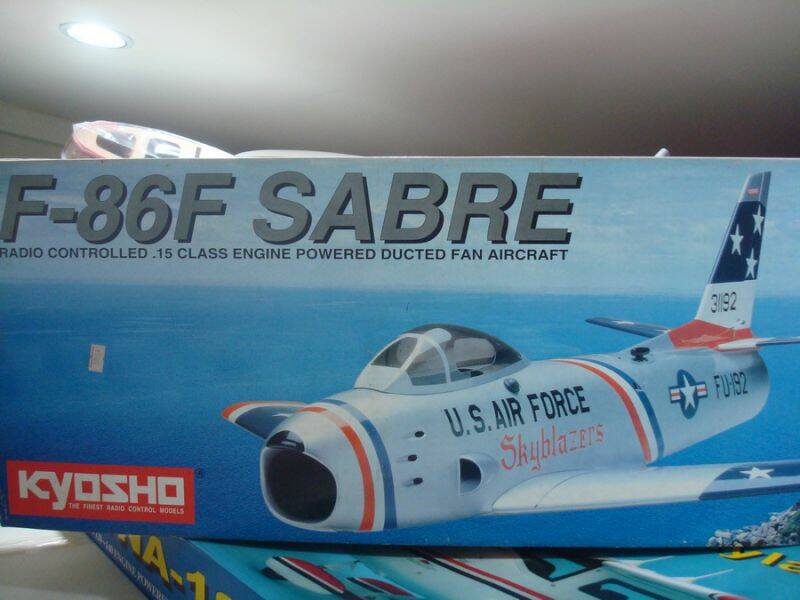 F-86F SABRE
RADIO CONTROLLED .15 CLASS ENGINE POWERED DUCTED FAN AIRCRAFT
31192
FU-192
U.S. AIR FORCE
Skyblazers
KYOSHO
THE FINEST RADIO CONTROL MODELS